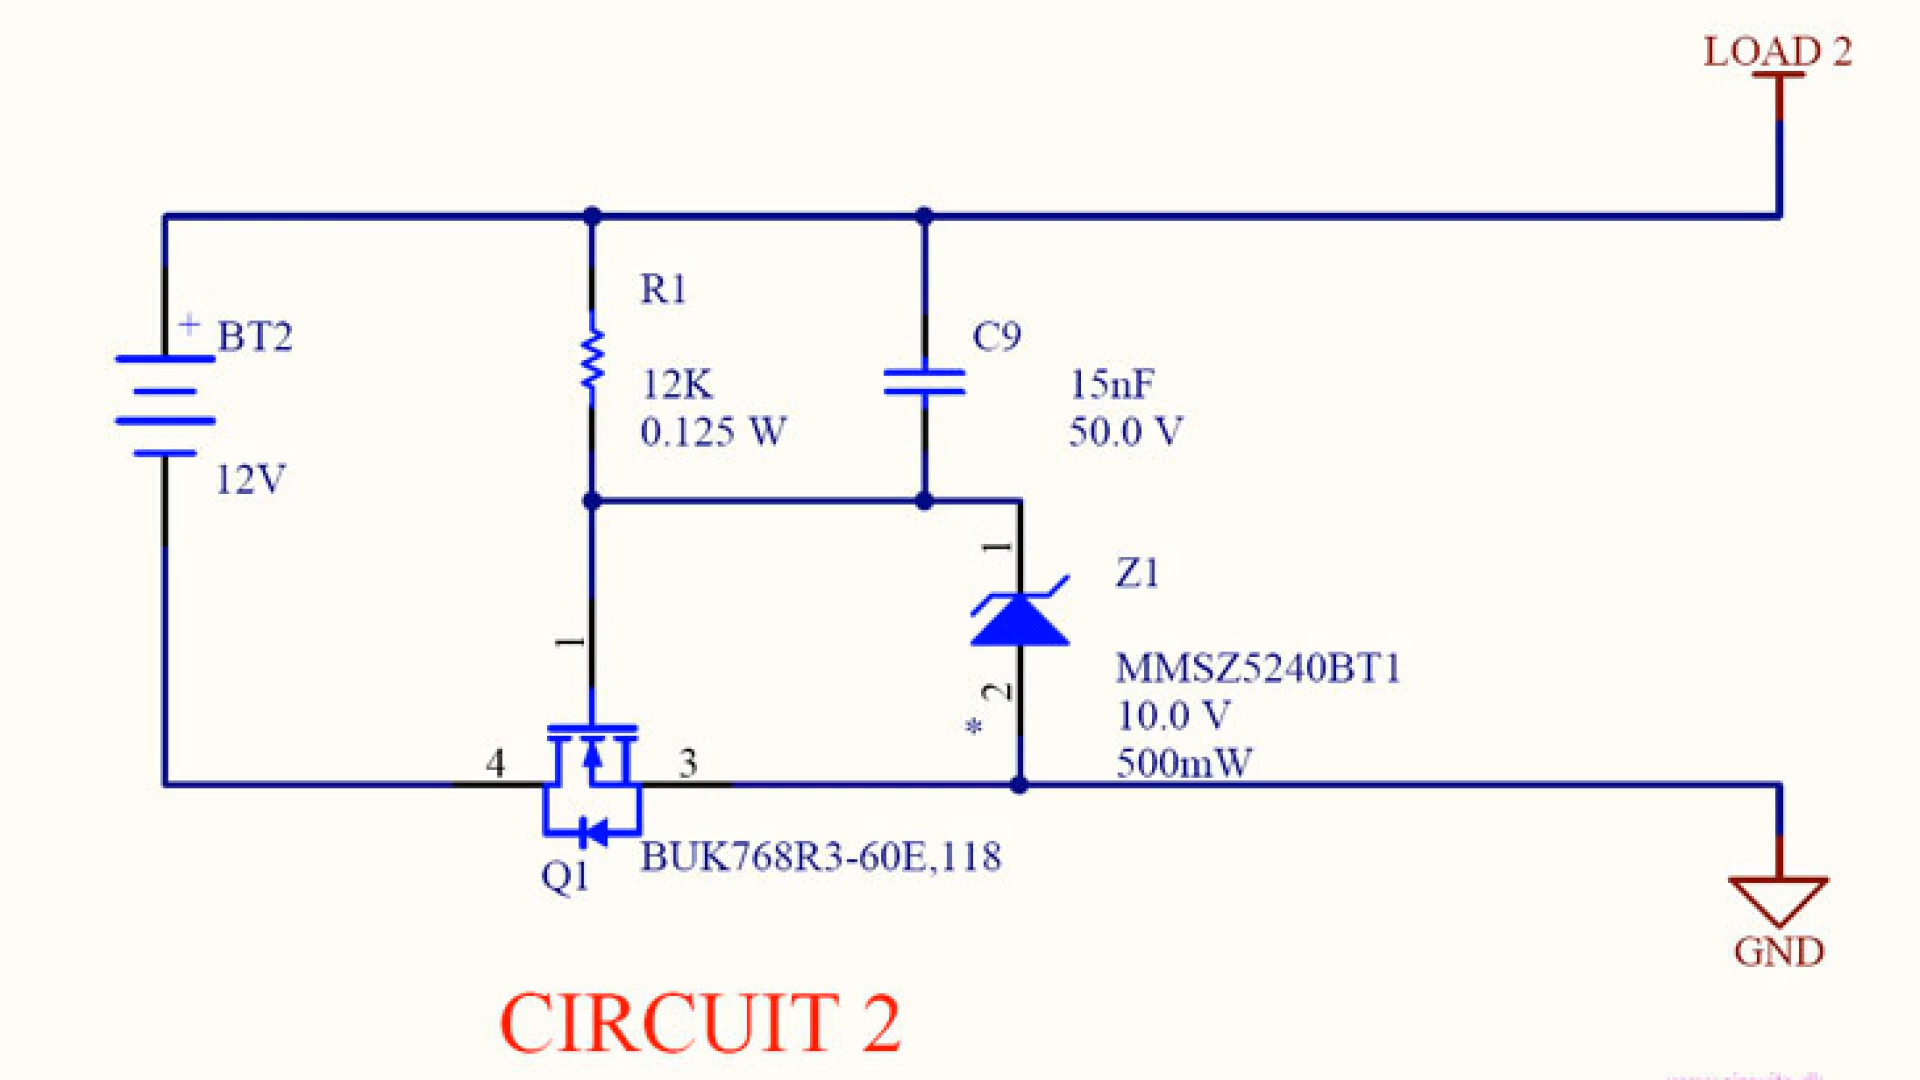 LOAD 2
R1
+ BT2
C9
12K
15nF
0.125 W
50.0 V
12V
1
Z1
1
MMSZ5240BT1
2
10.0 V
*
4
3
500mW
BUK768R3-60E,118
Q1
GND
CIRCUIT 2